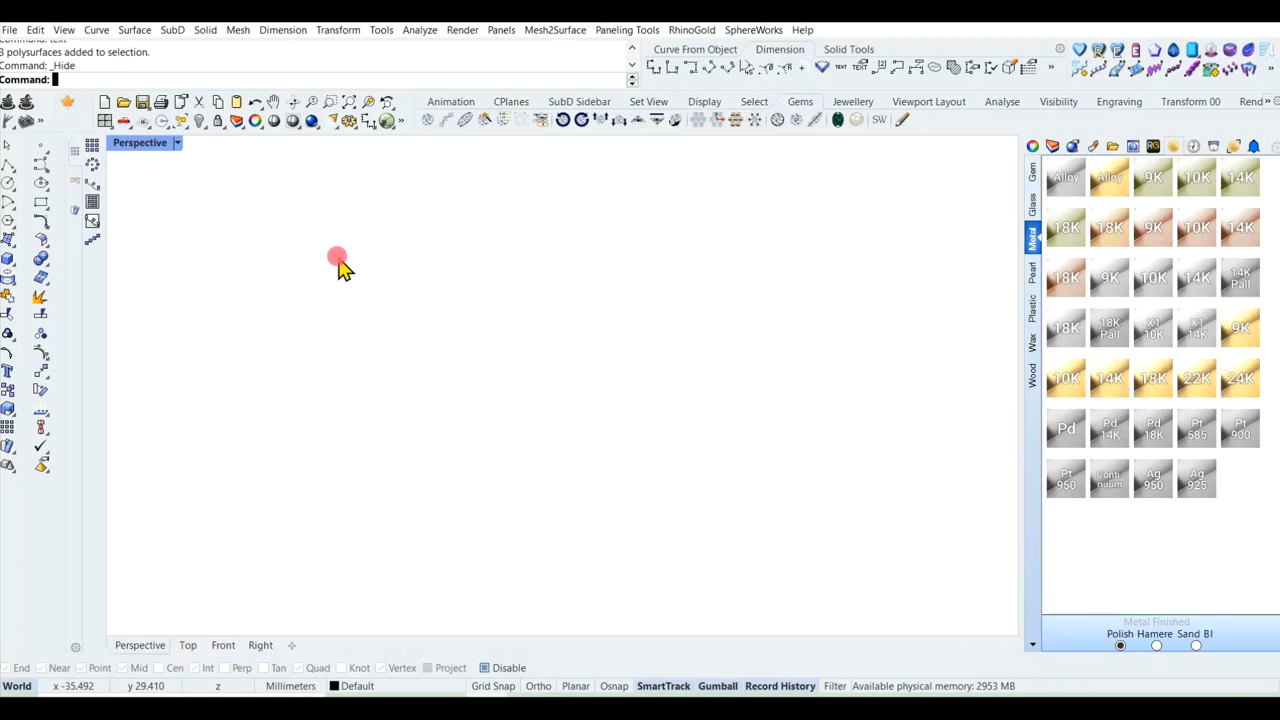 File Edit View Curve Surface SubD Solid Mesh Dimension Transform Tools Analyze Render Panels Mesh2Surface Paneling Tools RhinoGold SphereWorks Help
3 polysurfaces added to selection.
Command: _Hide
Command:
Curve From Object Dimension Solid Tools
Animation CPlanes SubD Sidebar Set View Display Select Gems Jewellery Viewport Layout Analyse Visibility Engraving Transform 00 Rend
SW
Perspective
Gem
Glass
Metal
Pearl
Plastic
Wax
Wood
Alloy Alloy 9K 10K 14K
18K 18K 9K 10K 14K
18K 9K 10K 14K 14K Pall
18K 18K Pall X1 10K X1 14K 9K
10K 14K 18K 22K 24K
Pd Pd 14K Pd 18K Pt 585 Pt 900
Pt 950 Conti nuum Ag 950 Ag 925
Metal Finished
Polish Hamere Sand Bl
Perspective Top Front Right
End Near Point Mid Cen Int Perp Tan Quad Knot Vertex Project Disable
World x -35.492 y 29.410 z Millimeters Default Grid Snap Ortho Planar Osnap SmartTrack Gumball Record History Filter Available physical memory: 2953 MB